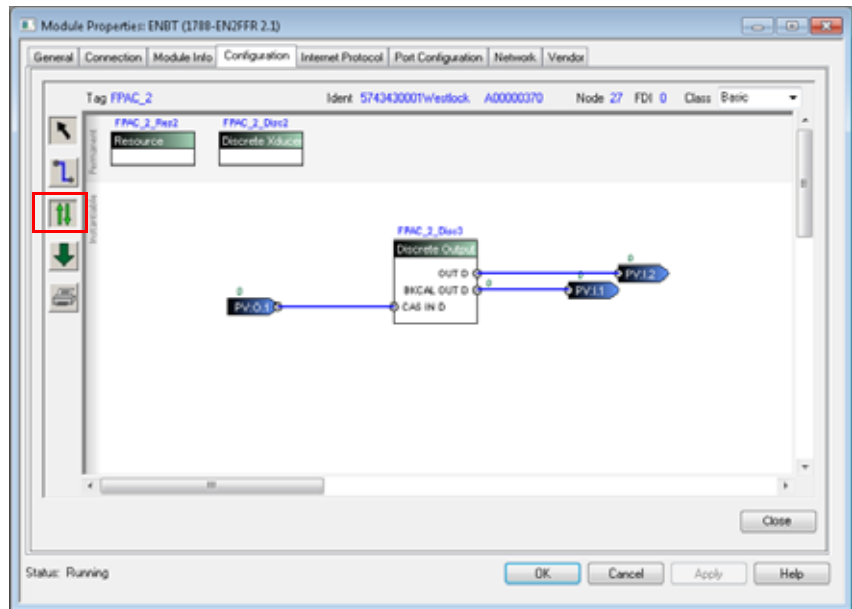 Module Properties: ENBT (1788-EN2FFR 2.1)
General Connection Module Info Configuration Internet Protocol Port Configuration Network Vendor
Tag FPAC_2 Ident 5743430001Westlock A00000370 Node 27 FDI 0 Class Basic
FPAC_2_Res2 FPAC_2_Disc2
Resource Discrete Xducer
Permanent
Instantiable
FPAC_2_Disc3
Discrete Output
0
OUT D PV:I.2
0
0 BKCAL OUT D 0 PV:I.1
PV:O.1 CAS IN D
Close
Status: Running OK Cancel Apply Help